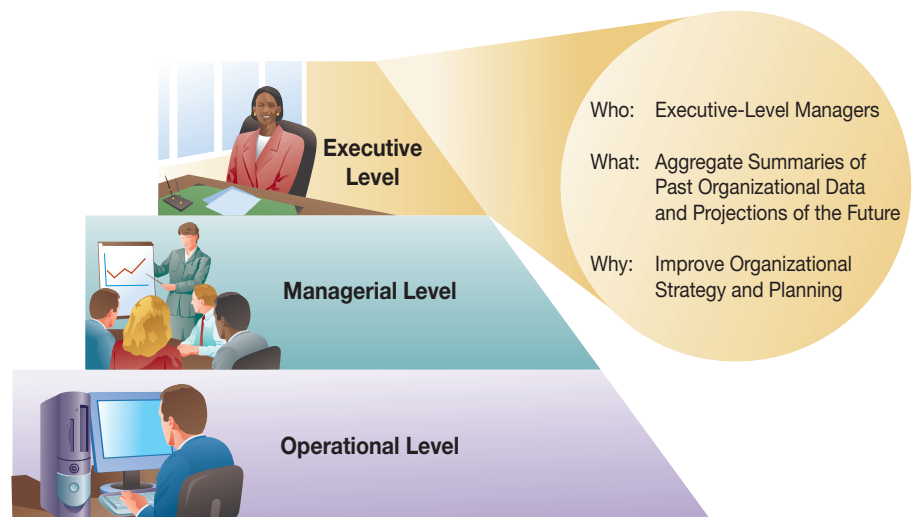 Executive
Level
Managerial Level
Operational Level
Who: Executive-Level Managers
What: Aggregate Summaries of
Past Organizational Data
and Projections of the Future
Why: Improve Organizational
Strategy and Planning